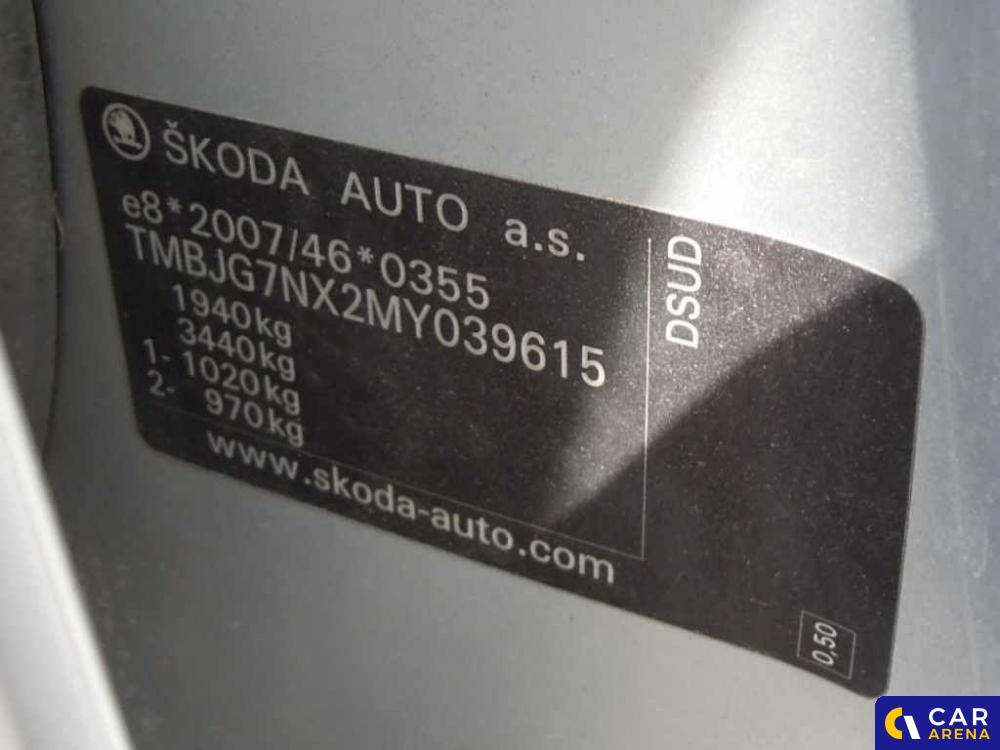 ŠKODA AUTO a.s.
e8*2007/46*0355
TMBJG7NX2MY039615
1940kg
3440kg
1- 1020kg
2- 970kg
www.skoda-auto.com
DSUD
0,50
CAR
ARENA